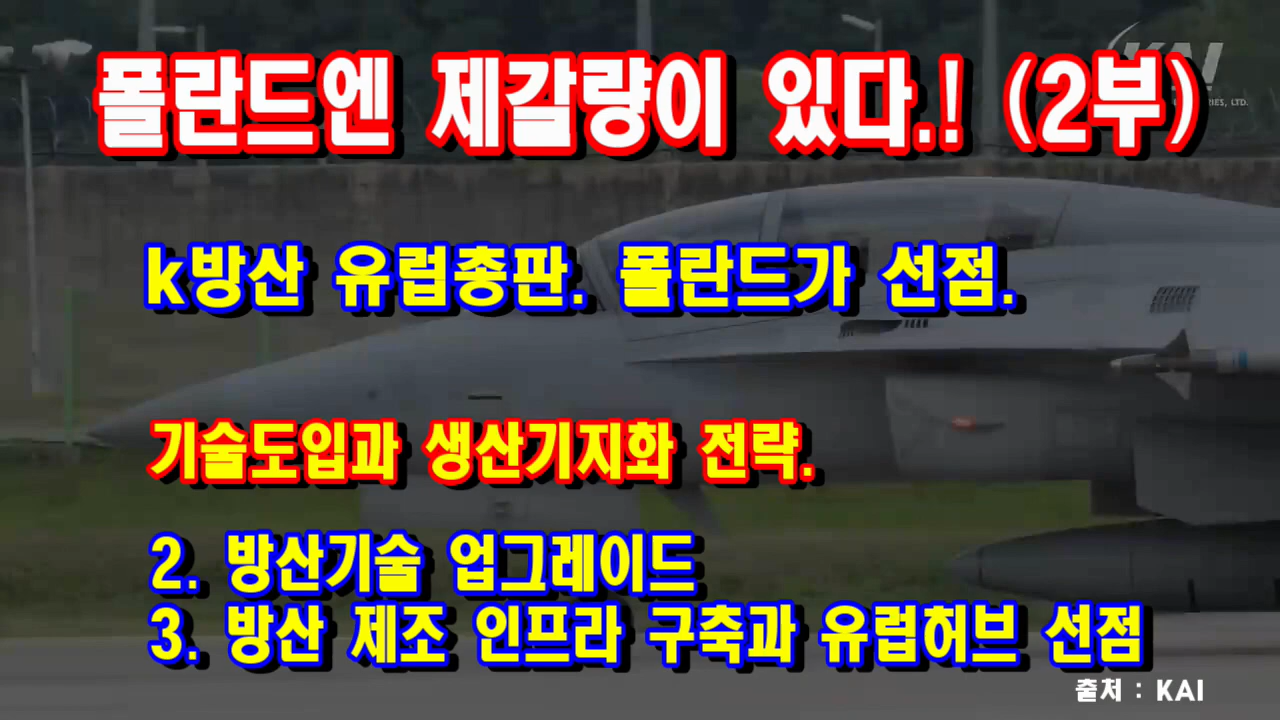 KAI
폴란드엔 제갈량이 있다.! (2부)
RIES, LTD.
k방산 유럽총판. 폴란드가 선점.
기술도입과 생산기지화 전략.
2. 방산기술 업그레이드
3. 방산 제조 인프라 구축과 유럽허브 선점
출처 : KAI